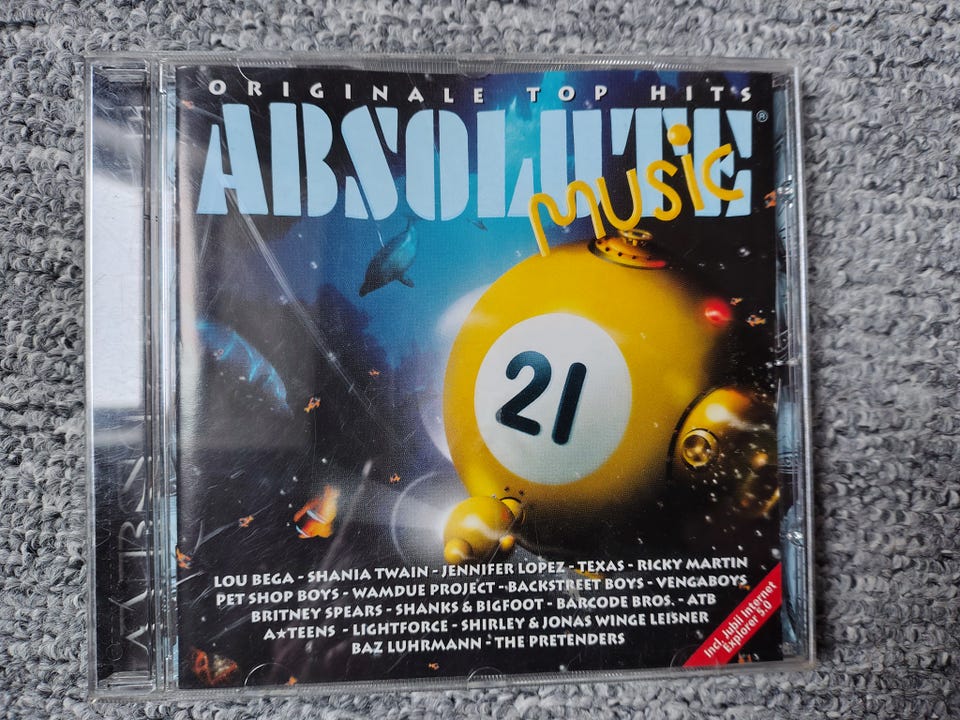 ORIGINALE TOP HITS
ABSOLUTE®
music
21
LOU BEGA - SHANIA TWAIN - JENNIFER LOPEZ - TEXAS - RICKY MARTIN
PET SHOP BOYS - WAMDUE PROJECT - BACKSTREET BOYS - VENGABOYS
BRITNEY SPEARS - SHANKS & BIGFOOT - BARCODE BROS. - ATB
A★TEENS - LIGHTFORCE - SHIRLEY & JONAS WINGE LEISNER
BAZ LUHRMANN - THE PRETENDERS
Incl. Jubii Internet
Explorer 5.0